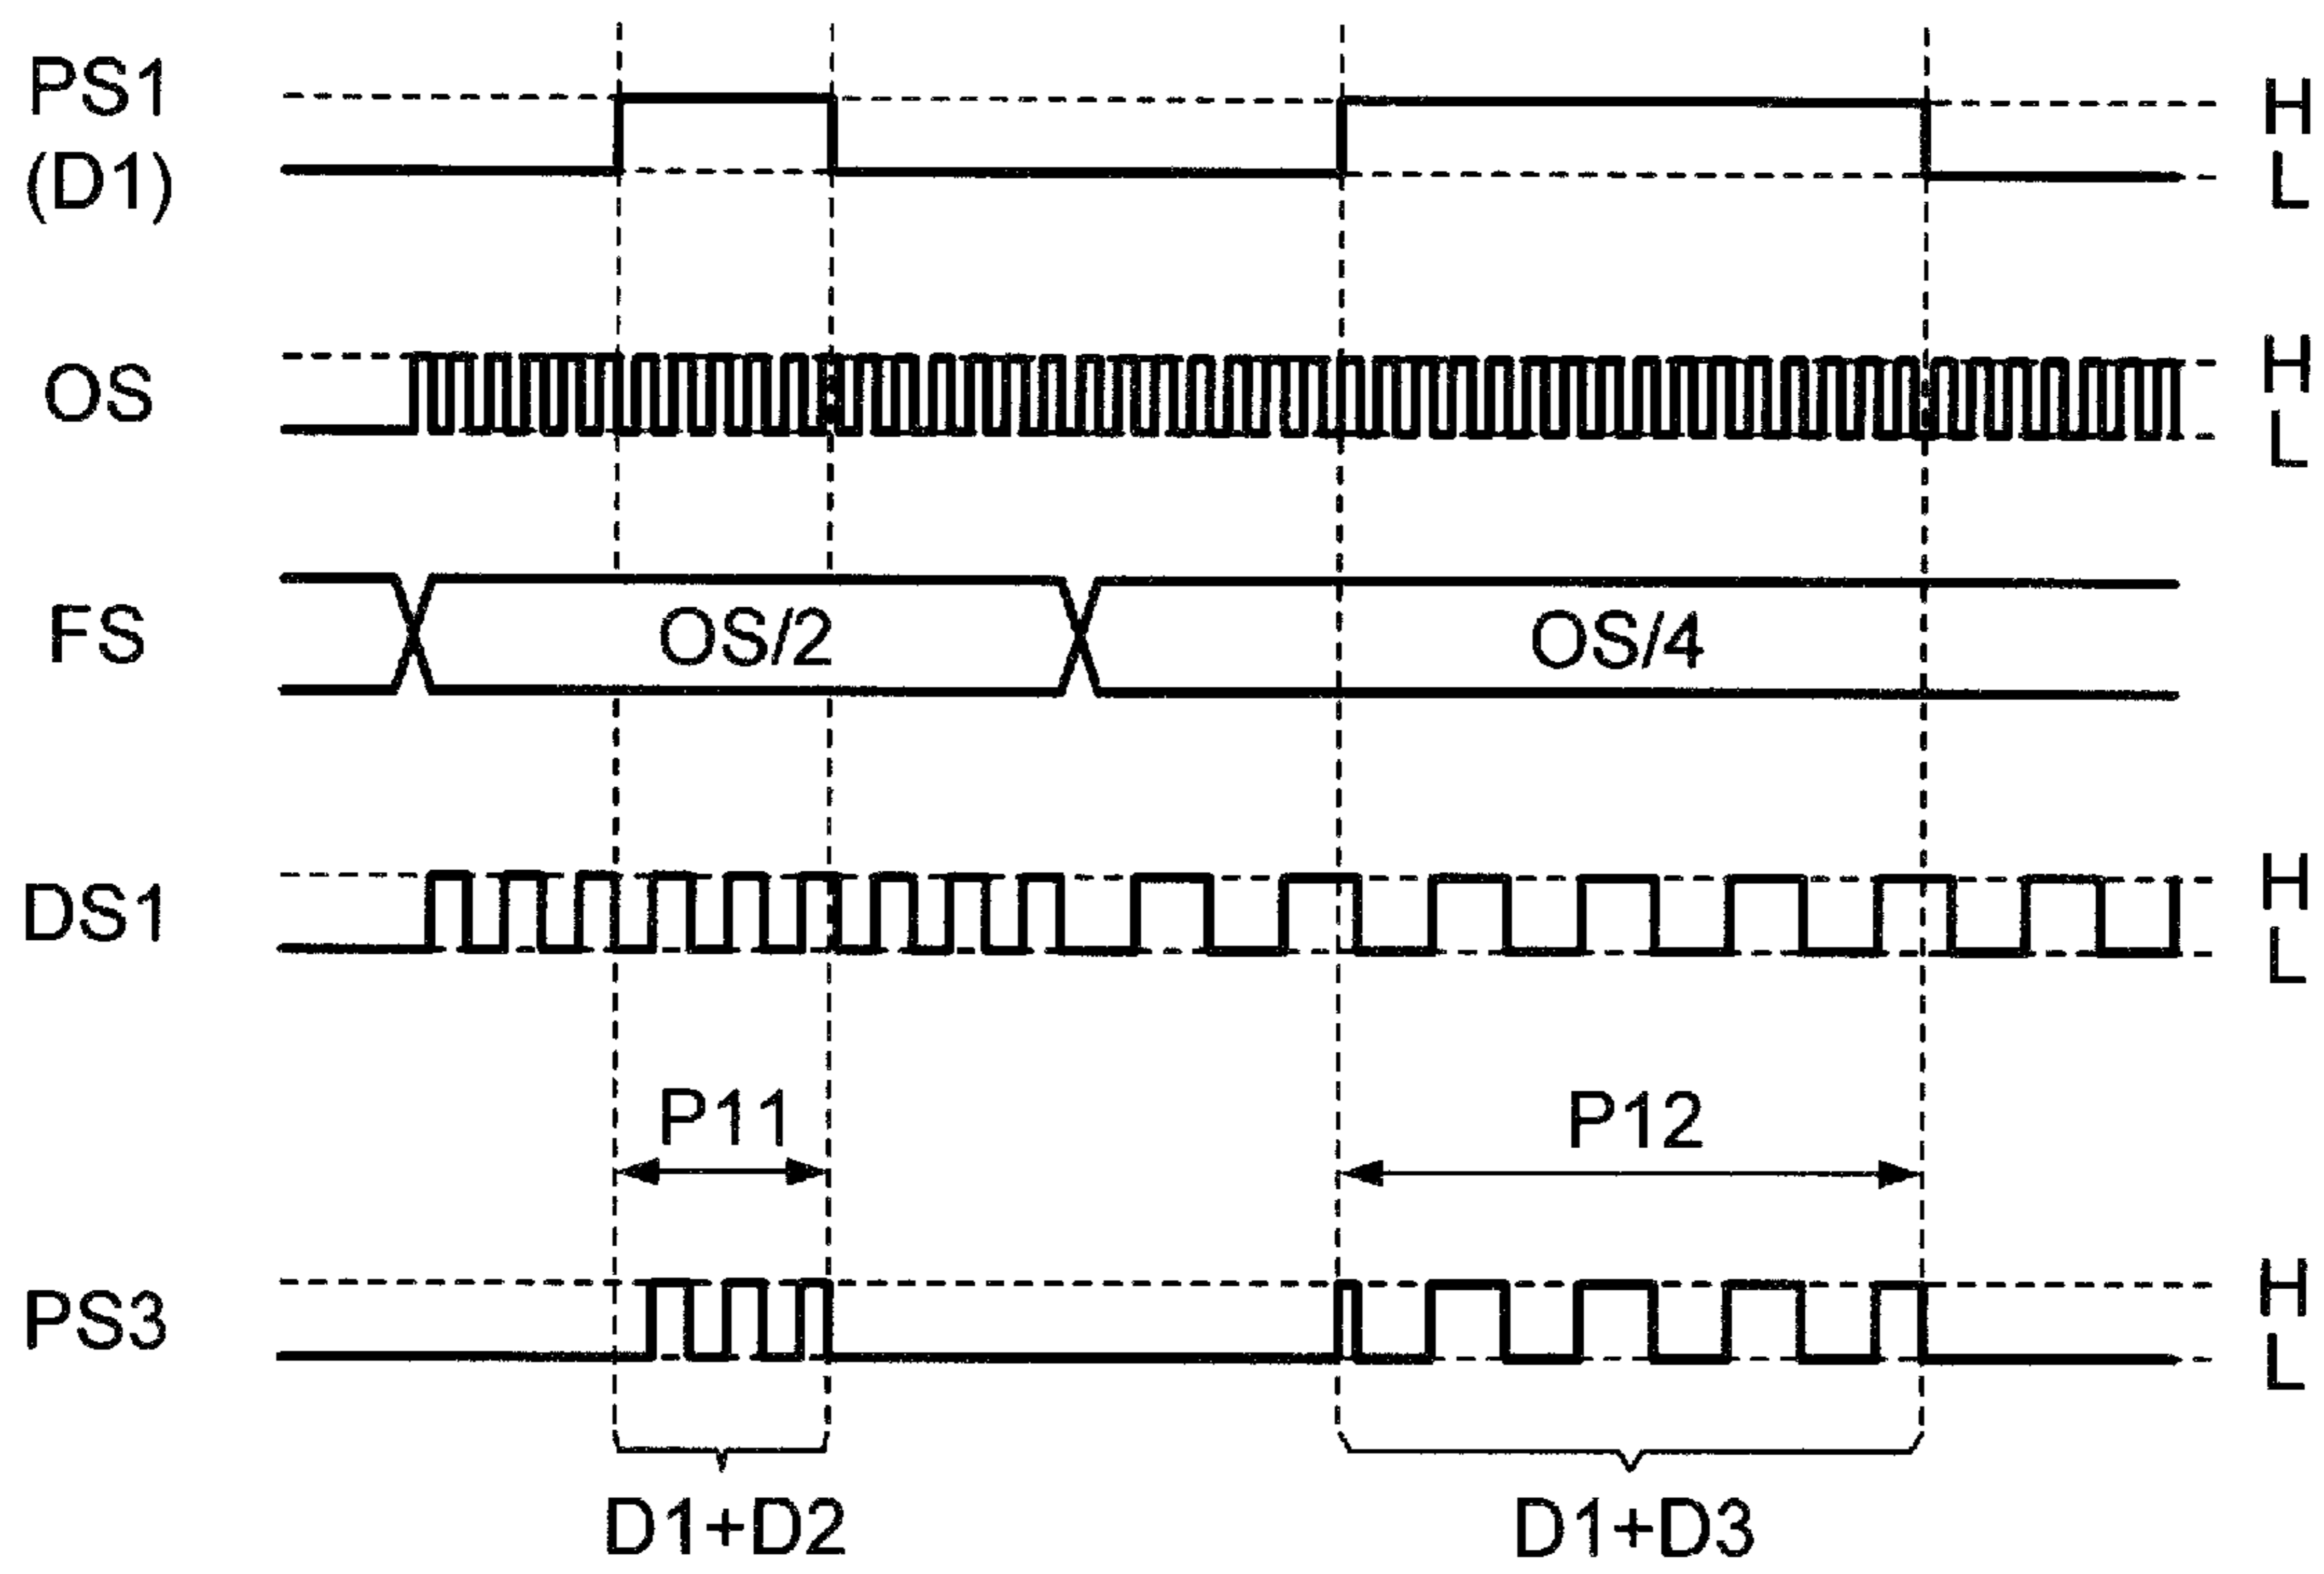 PS1
(D1)
H
L
OS
H
L
FS
OS/2
OS/4
DS1
H
L
P11
P12
PS3
H
L
D1+D2
D1+D3